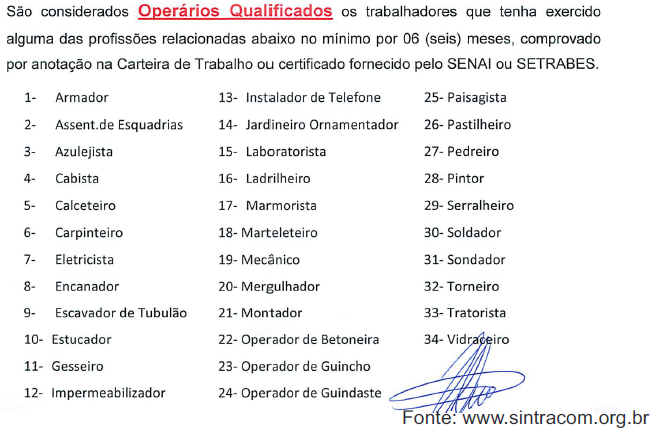 São considerados Operários Qualificados os trabalhadores que tenha exercido
alguma das profissões relacionadas abaixo no mínimo por 06 (seis) meses, comprovado
por anotação na Carteira de Trabalho ou certificado fornecido pelo SENAI ou SETRABES.
1- Armador
2- Assent.de Esquadrias
3- Azulejista
4- Cabista
5- Calceteiro
6- Carpinteiro
7- Eletricista
8- Encanador
9- Escavador de Tubulão
10- Estucador
11- Gesseiro
12- Impermeabilizador
13- Instalador de Telefone
14- Jardineiro Ornamentador
15- Laboratorista
16- Ladrilheiro
17- Marmorista
18- Marteleteiro
19- Mecânico
20- Mergulhador
21- Montador
22- Operador de Betoneira
23- Operador de Guincho
24- Operador de Guindaste
25- Paisagista
26- Pastilheiro
27- Pedreiro
28- Pintor
29- Serralheiro
30- Soldador
31- Sondador
32- Torneiro
33- Tratorista
34- Vidraceiro
Fonte: www.sintracom.org.br